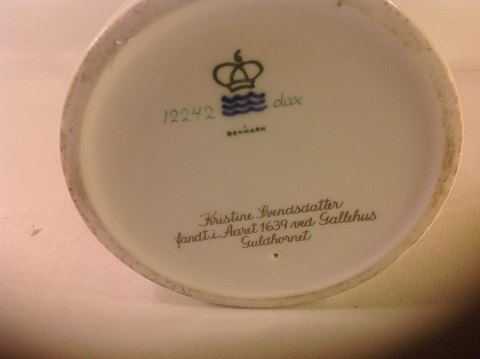 12242 dax
DENMARK
Kristine Svendsdatter
fandt i Aaret 1639 ved Gallehus
Guldhornet